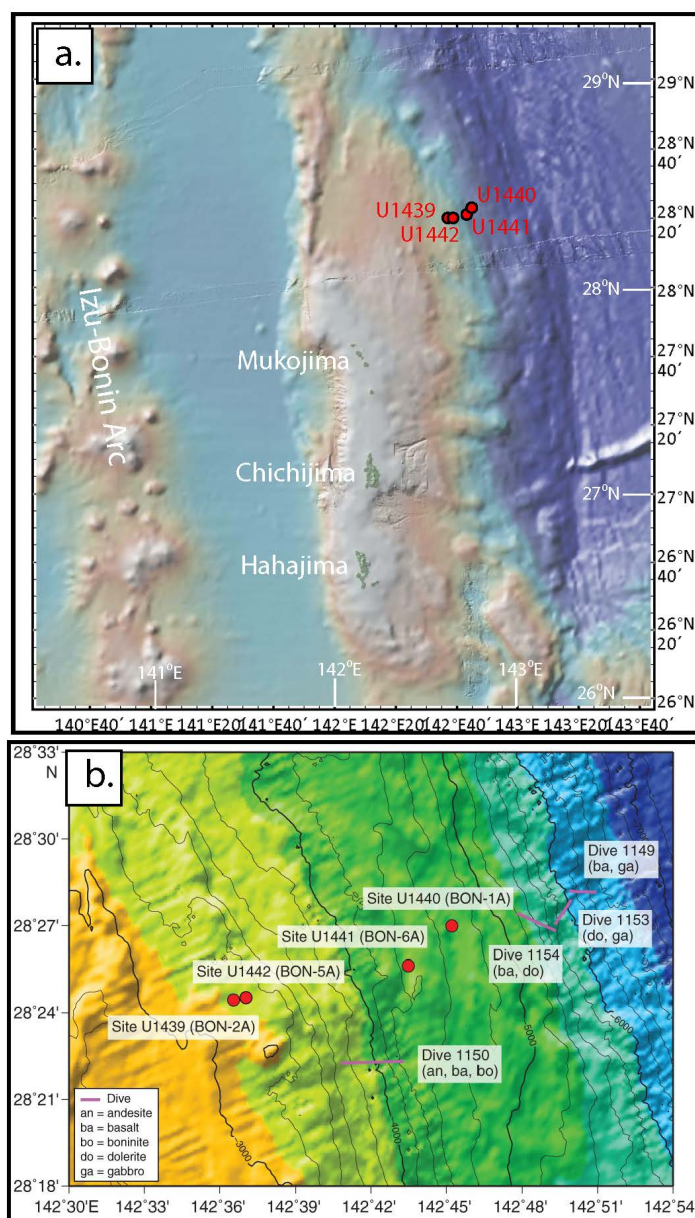 a.
29°N
29°N
28°N
40´
U1440
U1439
28°N
20´
U1442
U1441
28°N
28°N
Izu-Bonin Arc
Mukojima
27°N
40´
27°N
20´
Chichijima
27°N
27°N
Hahajima
26°N
40´
26°N
20´
141°E
142°E
143°E
26°N
26°N
140°E40´ 141°E 141°E20´ 141°E40´ 142°E 142°E20´ 142°E40´ 143°E 143°E20´ 143°E40´
b.
28°33'
N
28°30'
Dive 1149
(ba, ga)
Site U1440 (BON-1A)
28°27'
Dive 1153
(do, ga)
Site U1441 (BON-6A)
Dive 1154
(ba, do)
Site U1442 (BON-5A)
28°24'
Site U1439 (BON-2A)
5000
6000
Dive 1150
(an, ba, bo)
28°21'
Dive
an = andesite
ba = basalt
bo = boninite
do = dolerite
ga = gabbro
3000
4000
28°18'
142°30'E 142°33' 142°36' 142°39' 142°42' 142°45' 142°48' 142°51' 142°54'